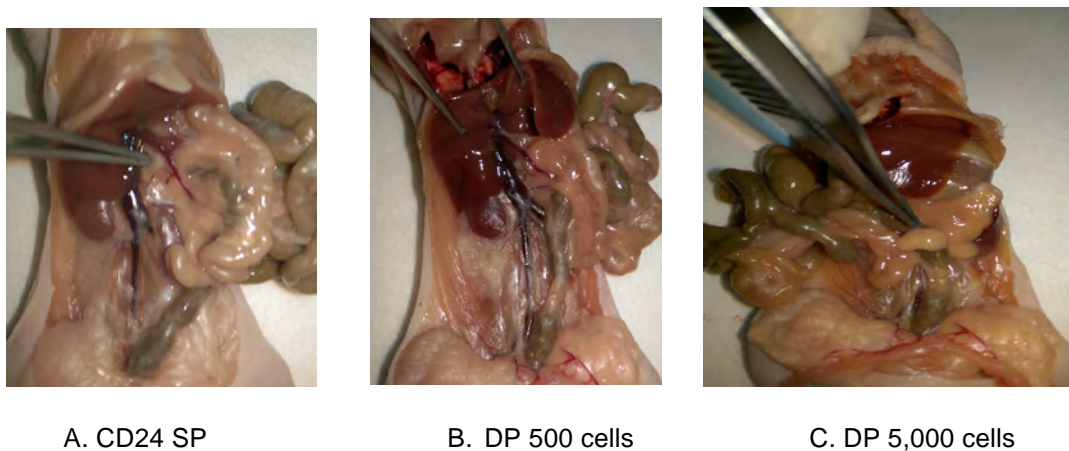 A. CD24 SP
B. DP 500 cells
C. DP 5,000 cells